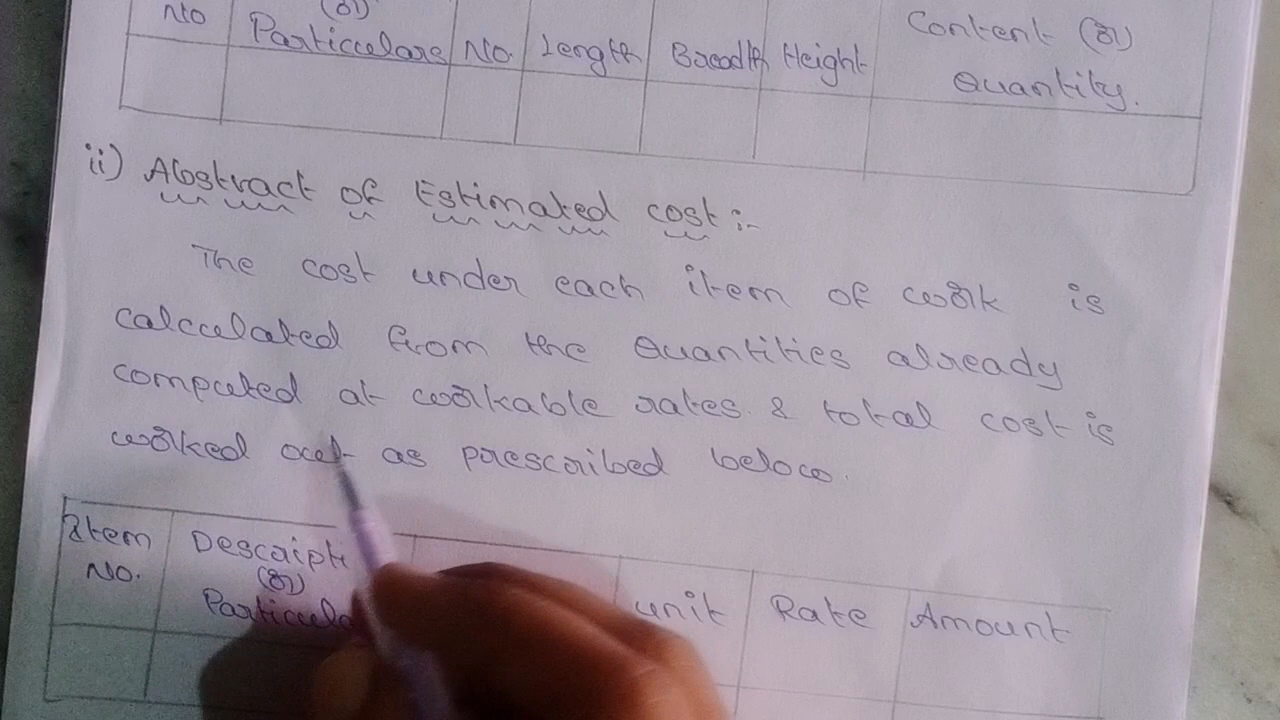 No
(or)
Particulars No. Length Breadth Height Content (or)
Quantity.
ii) Abstract of Estimated cost :-
The cost under each item of work is
calculated from the Quantities already
computed at workable rates & total cost is
worked out as prescribed below.
Item Descripti
No. (or)
Particula unit Rate Amount